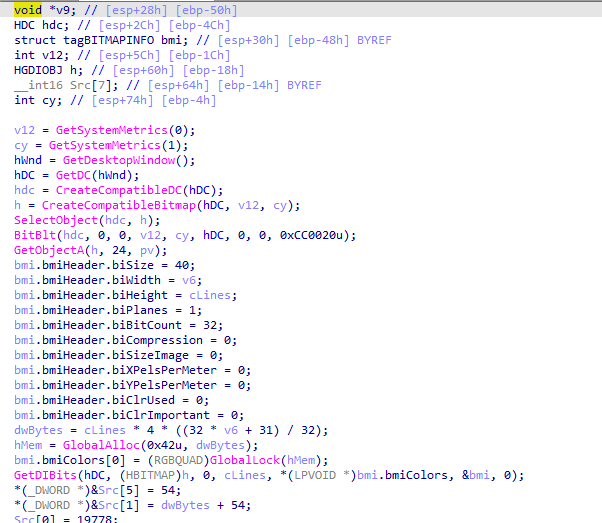 void *v9; // [esp+28h] [ebp-50h]
HDC hdc; // [esp+2Ch] [ebp-4Ch]
struct tagBITMAPINFO bmi; // [esp+30h] [ebp-48h] BYREF
int v12; // [esp+5Ch] [ebp-1Ch]
HGDIOBJ h; // [esp+60h] [ebp-18h]
__int16 Src[7]; // [esp+64h] [ebp-14h] BYREF
int cy; // [esp+74h] [ebp-4h]
v12 = GetSystemMetrics(0);
cy = GetSystemMetrics(1);
hWnd = GetDesktopWindow();
hDC = GetDC(hWnd);
hdc = CreateCompatibleDC(hDC);
h = CreateCompatibleBitmap(hDC, v12, cy);
SelectObject(hdc, h);
BitBlt(hdc, 0, 0, v12, cy, hDC, 0, 0, 0xCC0020u);
GetObjectA(h, 24, pv);
bmi.bmiHeader.biSize = 40;
bmi.bmiHeader.biWidth = v6;
bmi.bmiHeader.biHeight = cLines;
bmi.bmiHeader.biPlanes = 1;
bmi.bmiHeader.biBitCount = 32;
bmi.bmiHeader.biCompression = 0;
bmi.bmiHeader.biSizeImage = 0;
bmi.bmiHeader.biXPelsPerMeter = 0;
bmi.bmiHeader.biYPelsPerMeter = 0;
bmi.bmiHeader.biClrUsed = 0;
bmi.bmiHeader.biClrImportant = 0;
dwBytes = cLines * 4 * ((32 * v6 + 31) / 32);
hMem = GlobalAlloc(0x42u, dwBytes);
bmi.bmiColors[0] = (RGBQUAD)GlobalLock(hMem);
GetDIBits(hDC, (HBITMAP)h, 0, cLines, *(LPVOID *)bmi.bmiColors, &bmi, 0);
*(_DWORD *)&Src[5] = 54;
*(_DWORD *)&Src[1] = dwBytes + 54;
Src[0] = 19778;